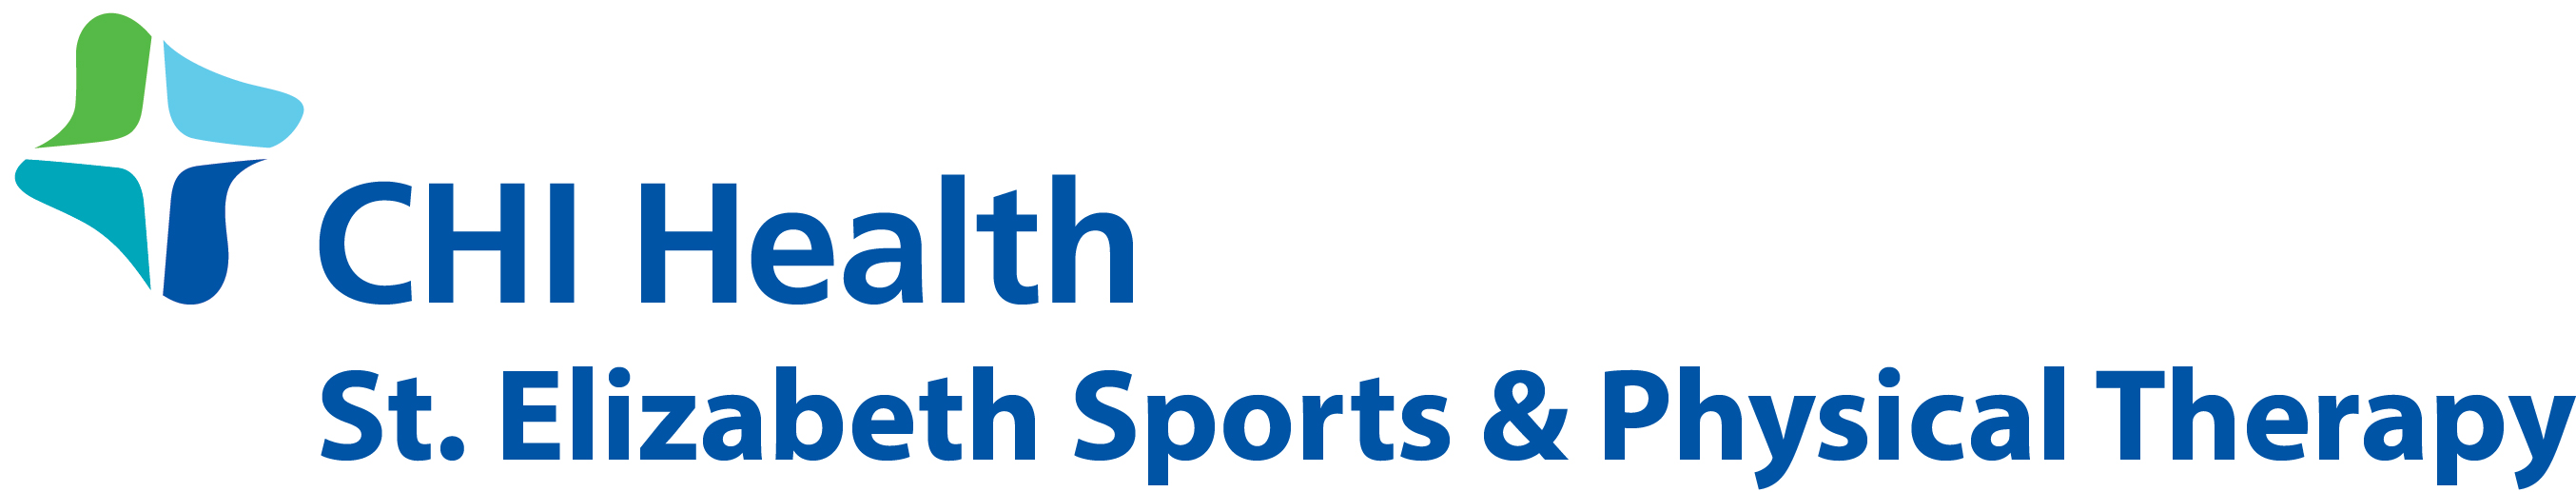 CHI Health
St. Elizabeth Sports & Physical Therapy